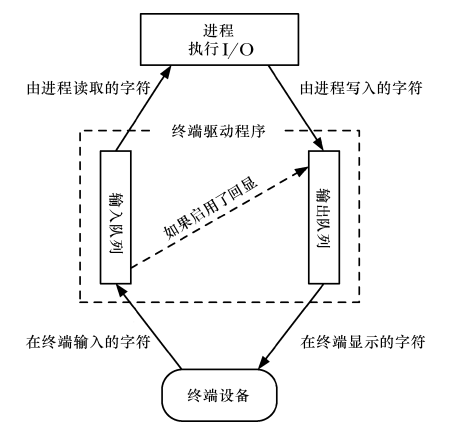 进程
执行I/O
由进程读取的字符
由进程写入的字符
终端驱动程序
输入队列
如果启用了回显
输出队列
在终端输入的字符
在终端显示的字符
终端设备